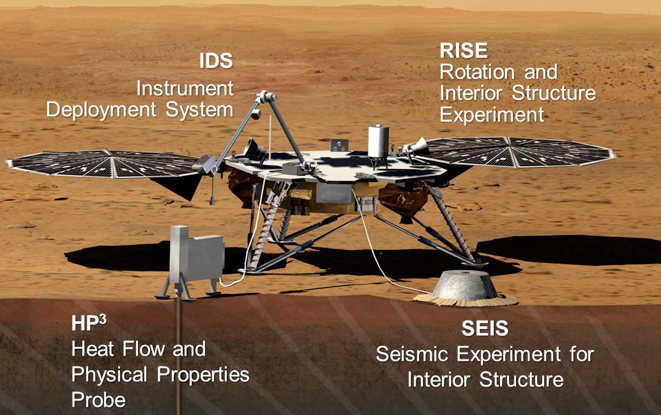 IDS
Instrument
Deployment System
RISE
Rotation and
Interior Structure
Experiment
HP³
Heat Flow and
Physical Properties
Probe
SEIS
Seismic Experiment for
Interior Structure